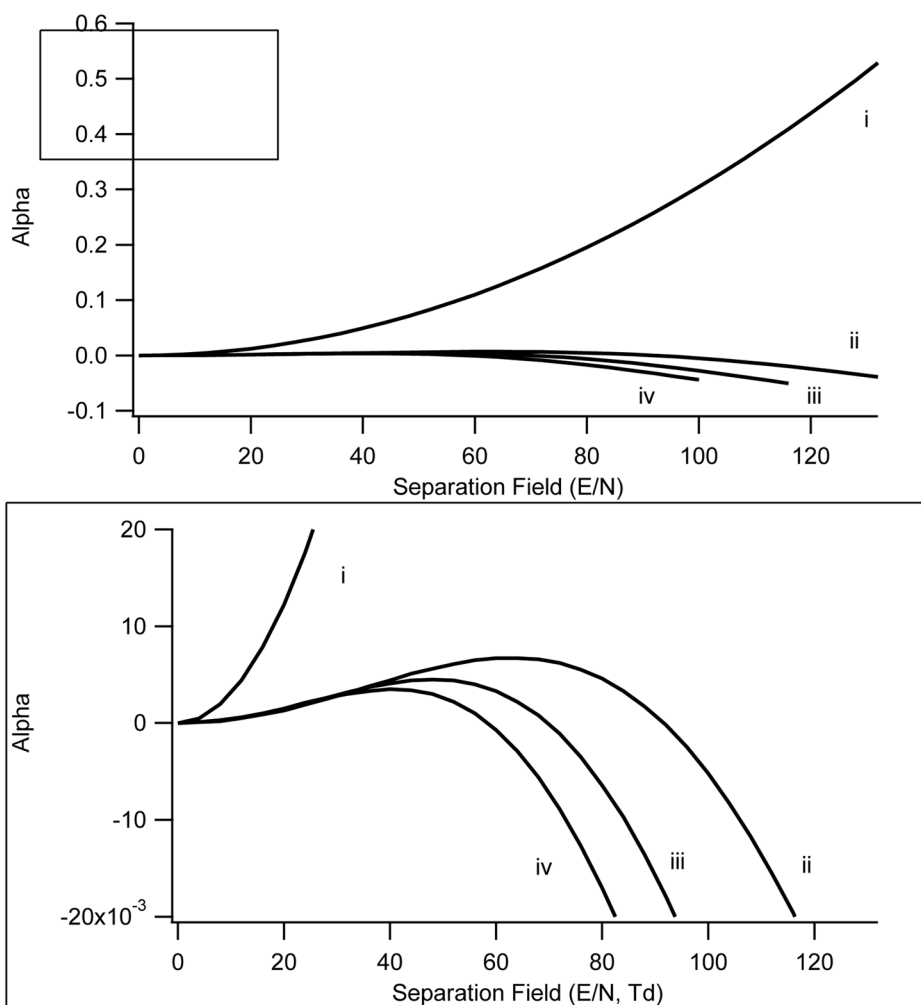 0.6
0.5
0.4
0.3
0.2
0.1
0.0
-0.1
Alpha
i
ii
iii
iv
0 20 40 60 80 100 120
Separation Field (E/N)
20
10
0
-10
-20x10⁻³
Alpha
i
iv
iii
ii
0 20 40 60 80 100 120
Separation Field (E/N, Td)